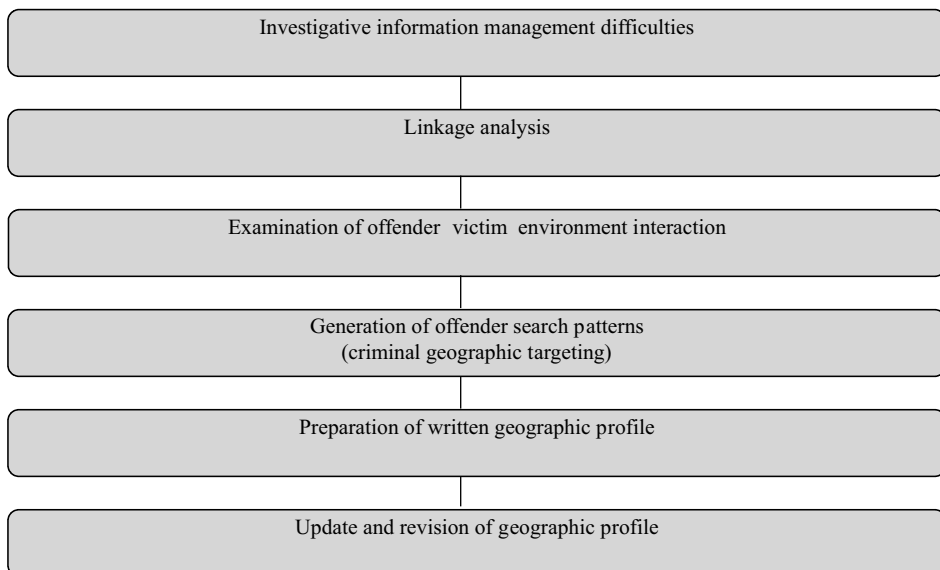 Investigative information management difficulties
Linkage analysis
Examination of offender victim environment interaction
Generation of offender search patterns
(criminal geographic targeting)
Preparation of written geographic profile
Update and revision of geographic profile